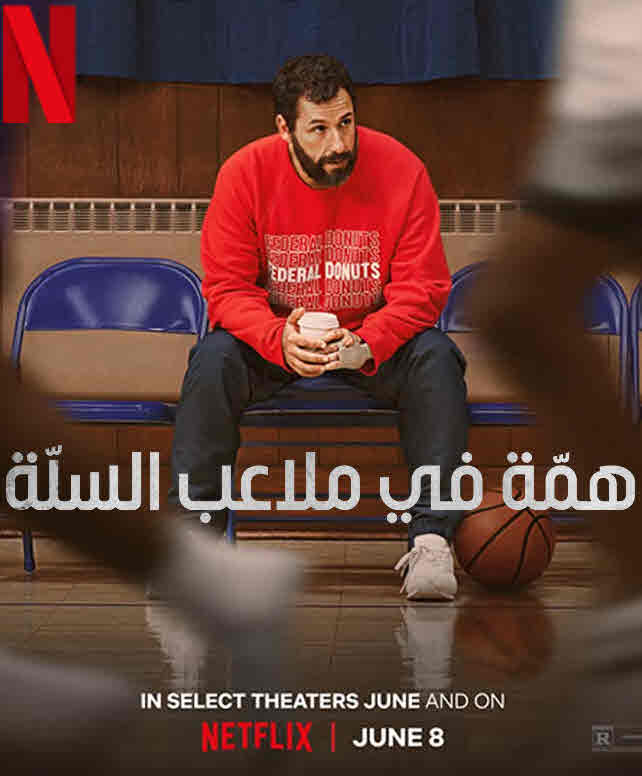 N
FEDERAL DONUTS
FEDERAL DONUTS
FEDERAL DONUTS
FEDERAL DONUTS
همّة في ملاعب السلّة
IN SELECT THEATERS JUNE AND ON
NETFLIX | JUNE 8
R